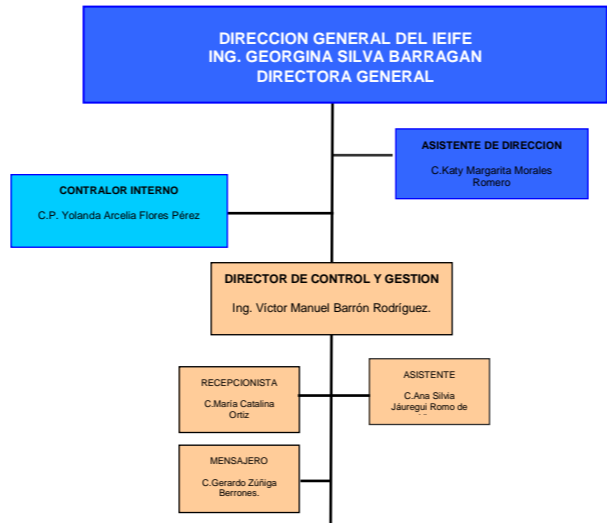 DIRECCION GENERAL DEL IEIFE
ING. GEORGINA SILVA BARRAGAN
DIRECTORA GENERAL
ASISTENTE DE DIRECCION
C.Katy Margarita Morales
Romero
CONTRALOR INTERNO
C.P. Yolanda Arcelia Flores Pérez
DIRECTOR DE CONTROL Y GESTION
Ing. Víctor Manuel Barrón Rodríguez.
RECEPCIONISTA
C.María Catalina
Ortiz
ASISTENTE
C.Ana Silvia
Jáuregui Romo de
MENSAJERO
C.Gerardo Zúñiga
Berrones.